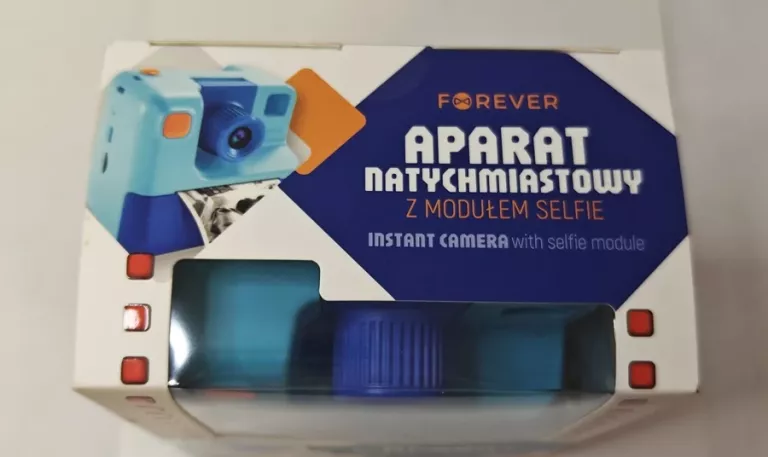 FOREVER
APARAT
NATYCHMIASTOWY
Z MODUŁEM SELFIE
INSTANT CAMERA with selfie module